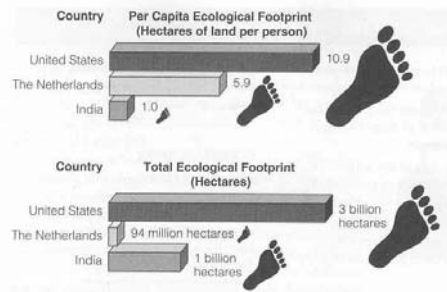 Country Per Capita Ecological Footprint
(Hectares of land per person)
United States 10.9
The Netherlands 5.9
India 1.0
Country Total Ecological Footprint
(Hectares)
United States 3 billion
hectares
The Netherlands 94 million hectares
India 1 billion
hectares